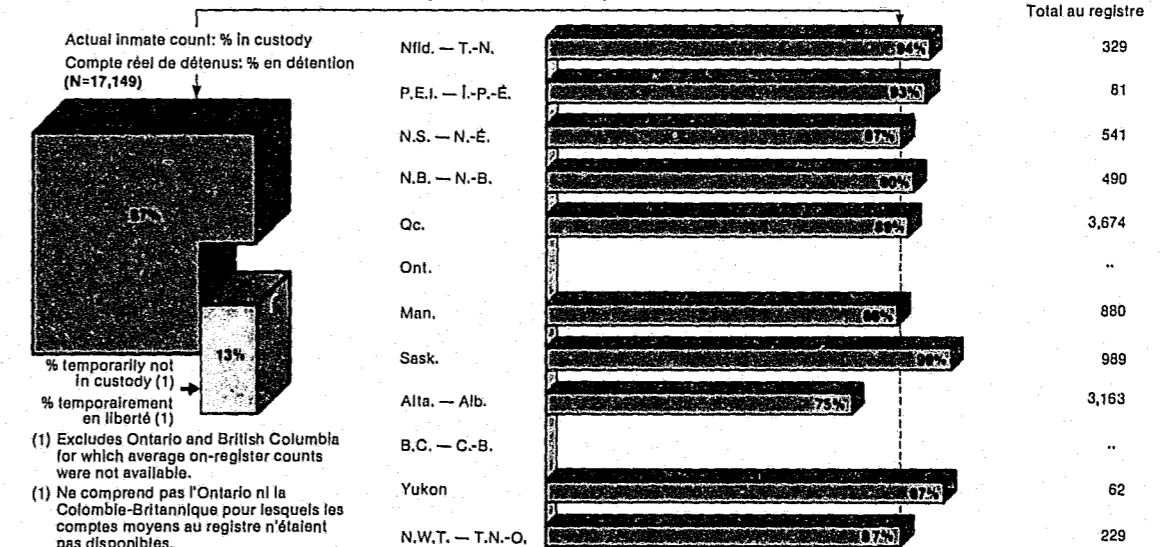 Total au registre
Actual inmate count: % in custody
Compte réel de détenus: % en détention
(N=17,149)
87%
13%
% temporarily not
in custody (1)
% temporairement
en liberté (1)
(1) Excludes Ontario and British Columbia
for which average on-register counts
were not available.
(1) Ne comprend pas l'Ontario ni la
Colombie-Britannique pour lesquels les
comptes moyens au registre n'étaient
pas disponibles.
Nfld. — T.-N. 94% 329
P.E.I. — Î.-P.-É. 93% 81
N.S. — N.-É. 87% 541
N.B. — N.-B. 90% 490
Qc. 3,674
Ont. ..
Man. 880
Sask. 99% 989
Alta. — Alb. 75% 3,163
B.C. — C.-B. ..
Yukon 97% 62
N.W.T. — T.N.-O. 87% 229